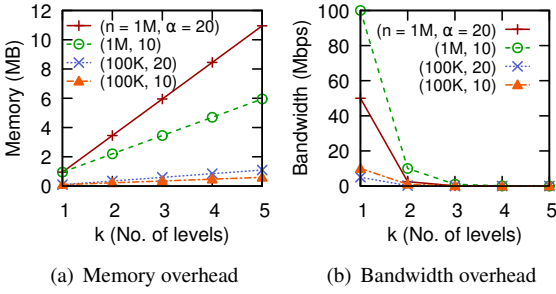 12
10
8
6
4
2
0
Memory (MB)
(n = 1M, α = 20)
(1M, 10)
(100K, 20)
(100K, 10)
1 2 3 4 5
k (No. of levels)
(a) Memory overhead
100
80
60
40
20
0
Bandwidth (Mbps)
(n = 1M, α = 20)
(1M, 10)
(100K, 20)
(100K, 10)
1 2 3 4 5
k (No. of levels)
(b) Bandwidth overhead